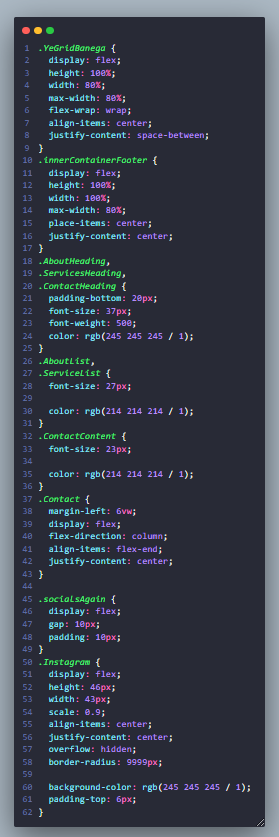 1 .YeGridBanega {
2 display: flex;
3 height: 100%;
4 width: 80%;
5 max-width: 80%;
6 flex-wrap: wrap;
7 align-items: center;
8 justify-content: space-between;
9 }
10 .innerContainerFooter {
11 display: flex;
12 height: 100%;
13 width: 100%;
14 max-width: 80%;
15 place-items: center;
16 justify-content: center;
17 }
18 .AboutHeading,
19 .ServicesHeading,
20 .ContactHeading {
21 padding-bottom: 20px;
22 font-size: 37px;
23 font-weight: 500;
24 color: rgb(245 245 245 / 1);
25 }
26 .AboutList,
27 .ServiceList {
28 font-size: 27px;
29
30 color: rgb(214 214 214 / 1);
31 }
32 .ContactContent {
33 font-size: 23px;
34
35 color: rgb(214 214 214 / 1);
36 }
37 .Contact {
38 margin-left: 6vw;
39 display: flex;
40 flex-direction: column;
41 align-items: flex-end;
42 justify-content: center;
43 }
44
45 .socialsAgain {
46 display: flex;
47 gap: 10px;
48 padding: 10px;
49 }
50 .Instagram {
51 display: flex;
52 height: 46px;
53 width: 43px;
54 scale: 0.9;
55 align-items: center;
56 justify-content: center;
57 overflow: hidden;
58 border-radius: 9999px;
59
60 background-color: rgb(245 245 245 / 1);
61 padding-top: 6px;
62 }